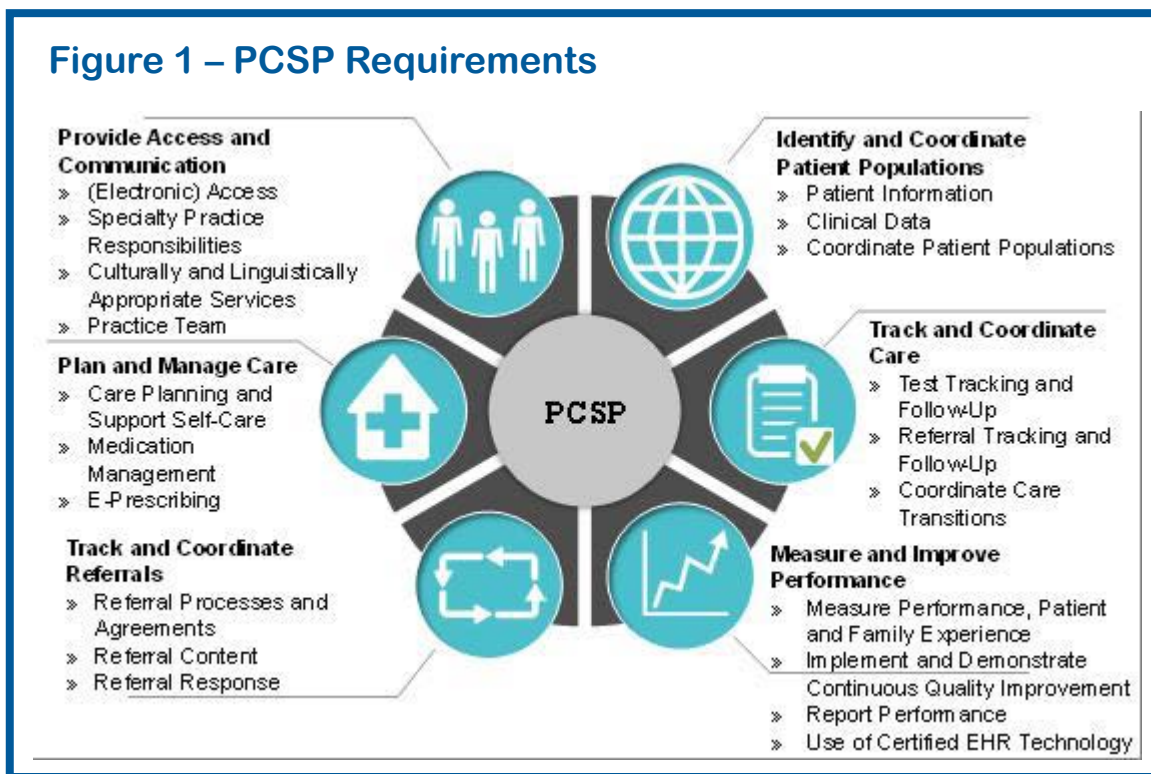 Figure 1 – PCSP Requirements
Provide Access and
Communication
» (Electronic) Access
» Specialty Practice
Responsibilities
» Culturally and Linguistically
Appropriate Services
» Practice Team
Plan and Manage Care
» Care Planning and
Support Self-Care
» Medication
Management
» E-Prescribing
Track and Coordinate
Referrals
» Referral Processes and
Agreements
» Referral Content
» Referral Response
PCSP
Identify and Coordinate
Patient Populations
» Patient Information
» Clinical Data
» Coordinate Patient Populations
Track and Coordinate
Care
» Test Tracking and
Follow-Up
» Referral Tracking and
Follow-Up
» Coordinate Care
Transitions
Measure and Improve
Performance
» Measure Performance, Patient
and Family Experience
» Implement and Demonstrate
Continuous Quality Improvement
» Report Performance
» Use of Certified EHR Technology